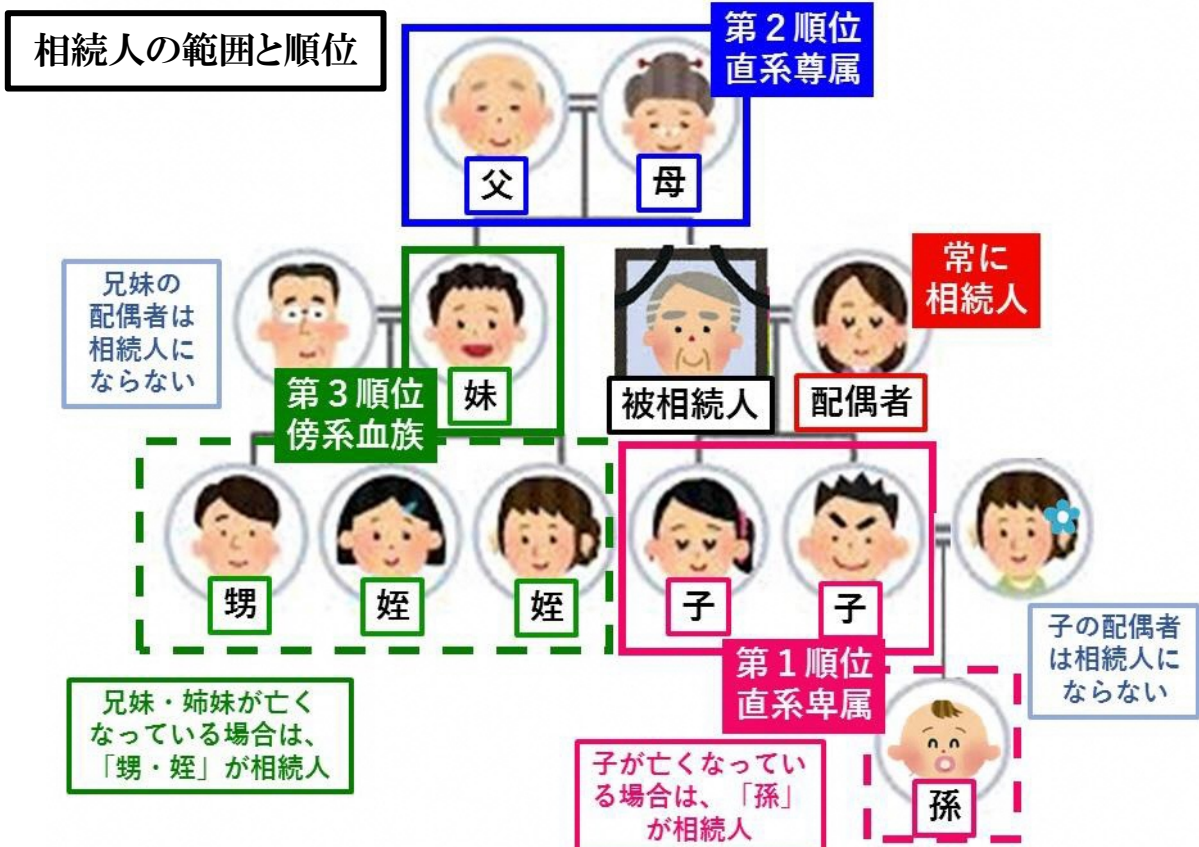 相続人の範囲と順位
第２順位
直系尊属
父
母
兄妹の
配偶者は
相続人に
ならない
第３順位
傍系血族
妹
被相続人
配偶者
常に
相続人
甥
姪
姪
子
子
第１順位
直系卑属
子の配偶者
は相続人に
ならない
兄妹・姉妹が亡く
なっている場合は、
「甥・姪」が相続人
子が亡くなってい
る場合は、「孫」
が相続人
孫